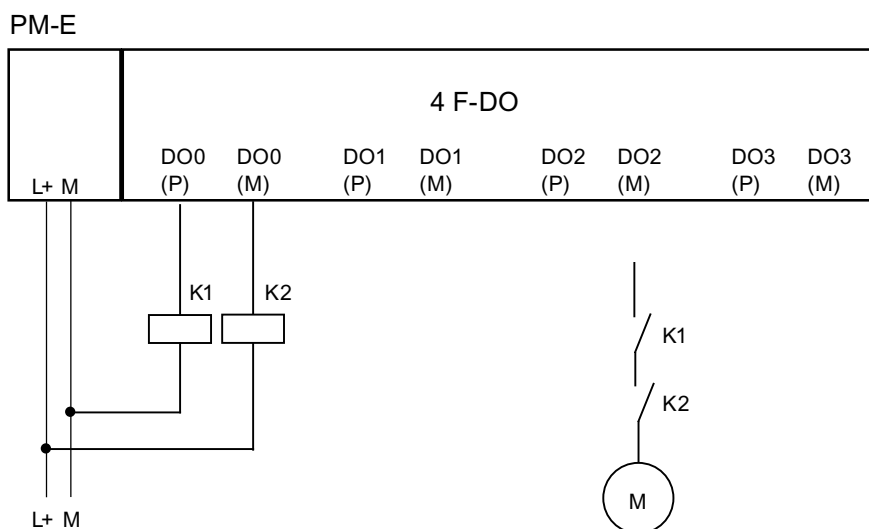 PM-E
4 F-DO
DO0 DO0 DO1 DO1 DO2 DO2 DO3 DO3
L+ M (P) (M) (P) (M) (P) (M) (P) (M)
K1 K2
K1
K2
M
L+ M